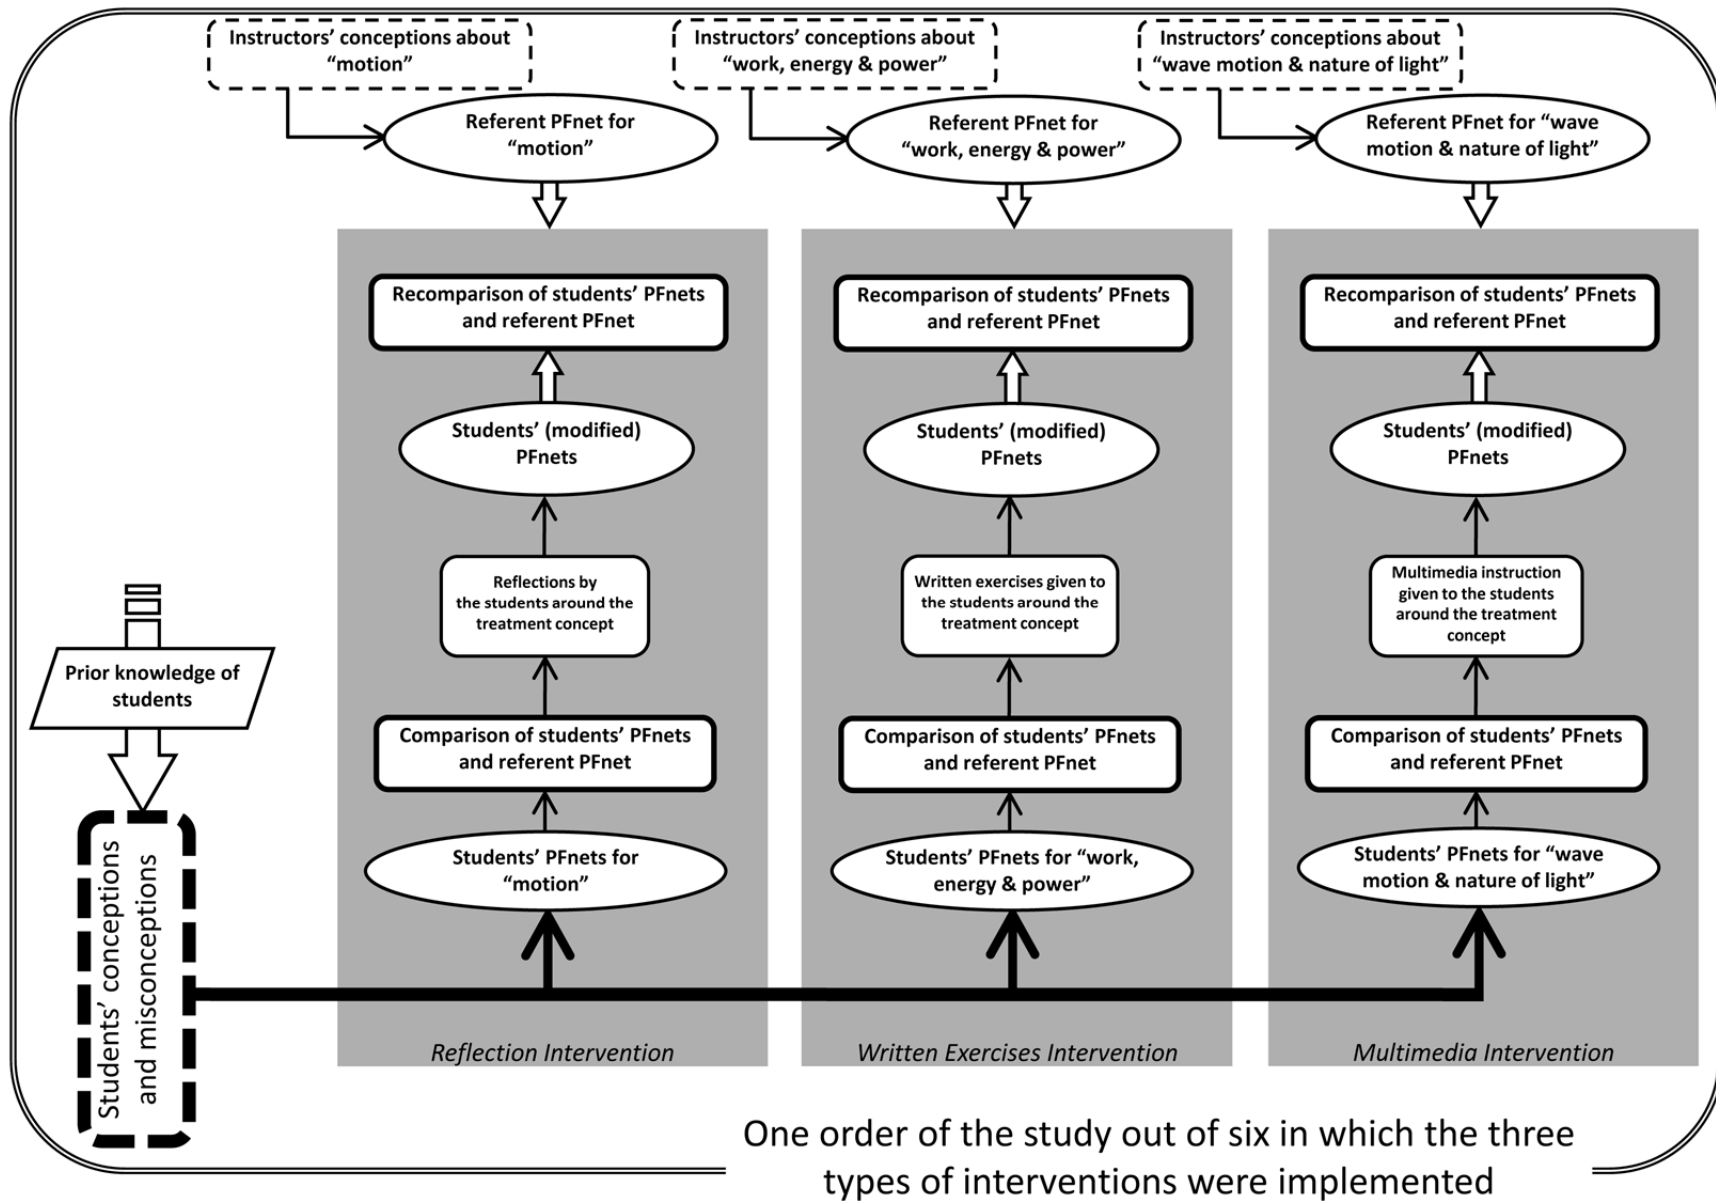 Instructors’ conceptions about
“motion”
Instructors’ conceptions about
“work, energy & power”
Instructors’ conceptions about
“wave motion & nature of light”
Referent PFnet for
“motion”
Referent PFnet for
“work, energy & power”
Referent PFnet for “wave
motion & nature of light”
Recomparison of students’ PFnets
and referent PFnet
Recomparison of students’ PFnets
and referent PFnet
Recomparison of students’ PFnets
and referent PFnet
Students’ (modified)
PFnets
Students’ (modified)
PFnets
Students’ (modified)
PFnets
Reflections by
the students around the
treatment concept
Written exercises given to
the students around the
treatment concept
Multimedia instruction
given to the students
around the treatment
concept
Prior knowledge of
students
Comparison of students’ PFnets
and referent PFnet
Comparison of students’ PFnets
and referent PFnet
Comparison of students’ PFnets
and referent PFnet
Students’ conceptions
and misconceptions
Students’ PFnets for
“motion”
Students’ PFnets for “work,
energy & power”
Students’ PFnets for “wave
motion & nature of light”
Reflection Intervention
Written Exercises Intervention
Multimedia Intervention
One order of the study out of six in which the three
types of interventions were implemented